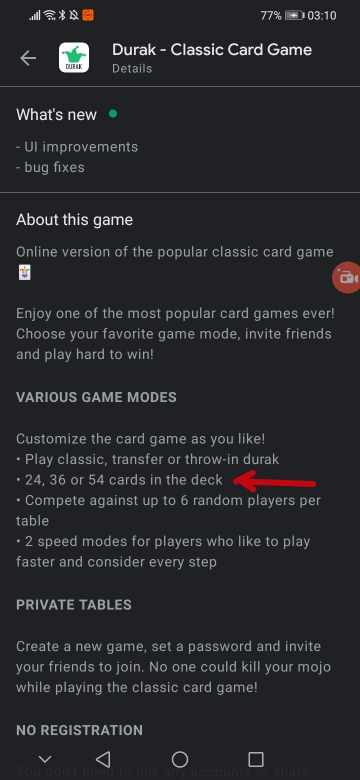 77% 03:10
Durak - Classic Card Game
DURAK
Details
What's new
- UI improvements
- bug fixes
About this game
Online version of the popular classic card game
🃏
Enjoy one of the most popular card games ever!
Choose your favorite game mode, invite friends
and play hard to win!
VARIOUS GAME MODES
Customize the card game as you like!
• Play classic, transfer or throw-in durak
• 24, 36 or 54 cards in the deck
• Compete against up to 6 random players per
table
• 2 speed modes for players who like to play
faster and consider every step
PRIVATE TABLES
Create a new game, set a password and invite
your friends to join. No one could kill your mojo
while playing the classic card game!
NO REGISTRATION
You don't need to link any accounts or share